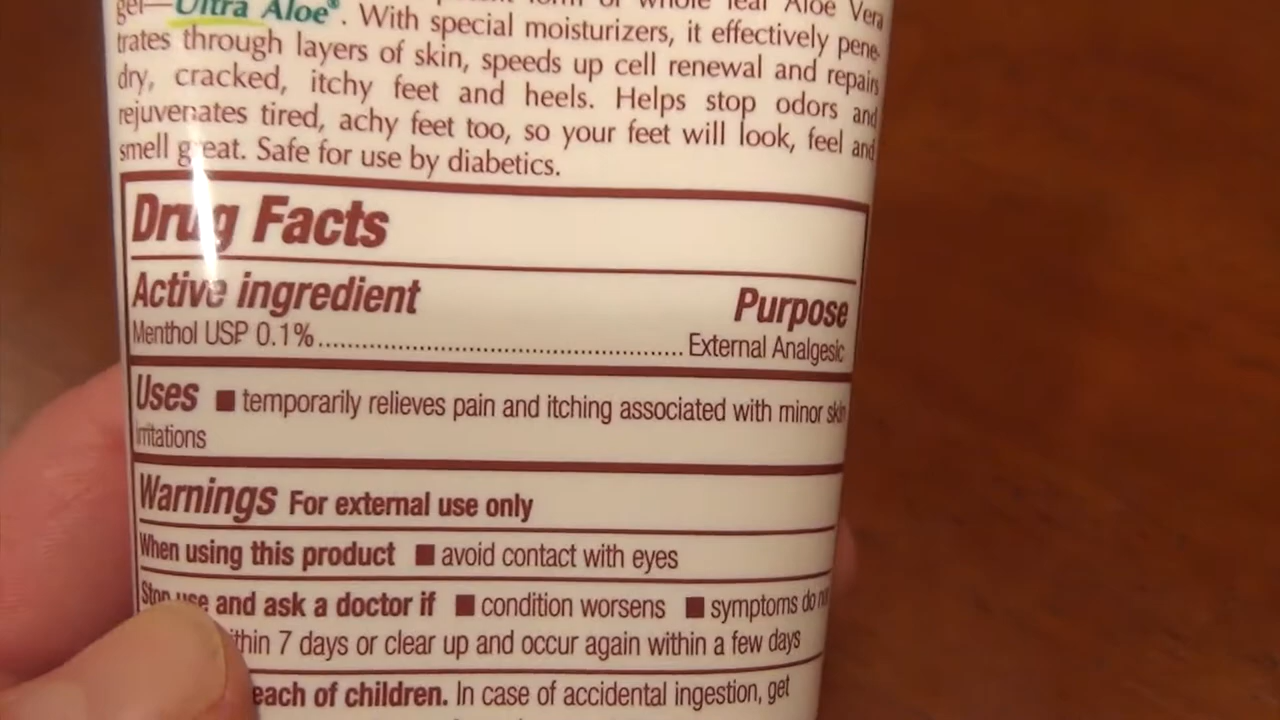 gel—Ultra Aloe®. With special moisturizers, it effectively pene-
trates through layers of skin, speeds up cell renewal and repairs
dry, cracked, itchy feet and heels. Helps stop odors and
rejuvenates tired, achy feet too, so your feet will look, feel and
smell great. Safe for use by diabetics.
Drug Facts
Active ingredient Purpose
Menthol USP 0.1%.......................................................... External Analgesic
Uses ■ temporarily relieves pain and itching associated with minor skin
irritations
Warnings For external use only
When using this product ■ avoid contact with eyes
Stop use and ask a doctor if ■ condition worsens ■ symptoms do
7 days or clear up and occur again within a few days
of children. In case of accidental ingestion, get